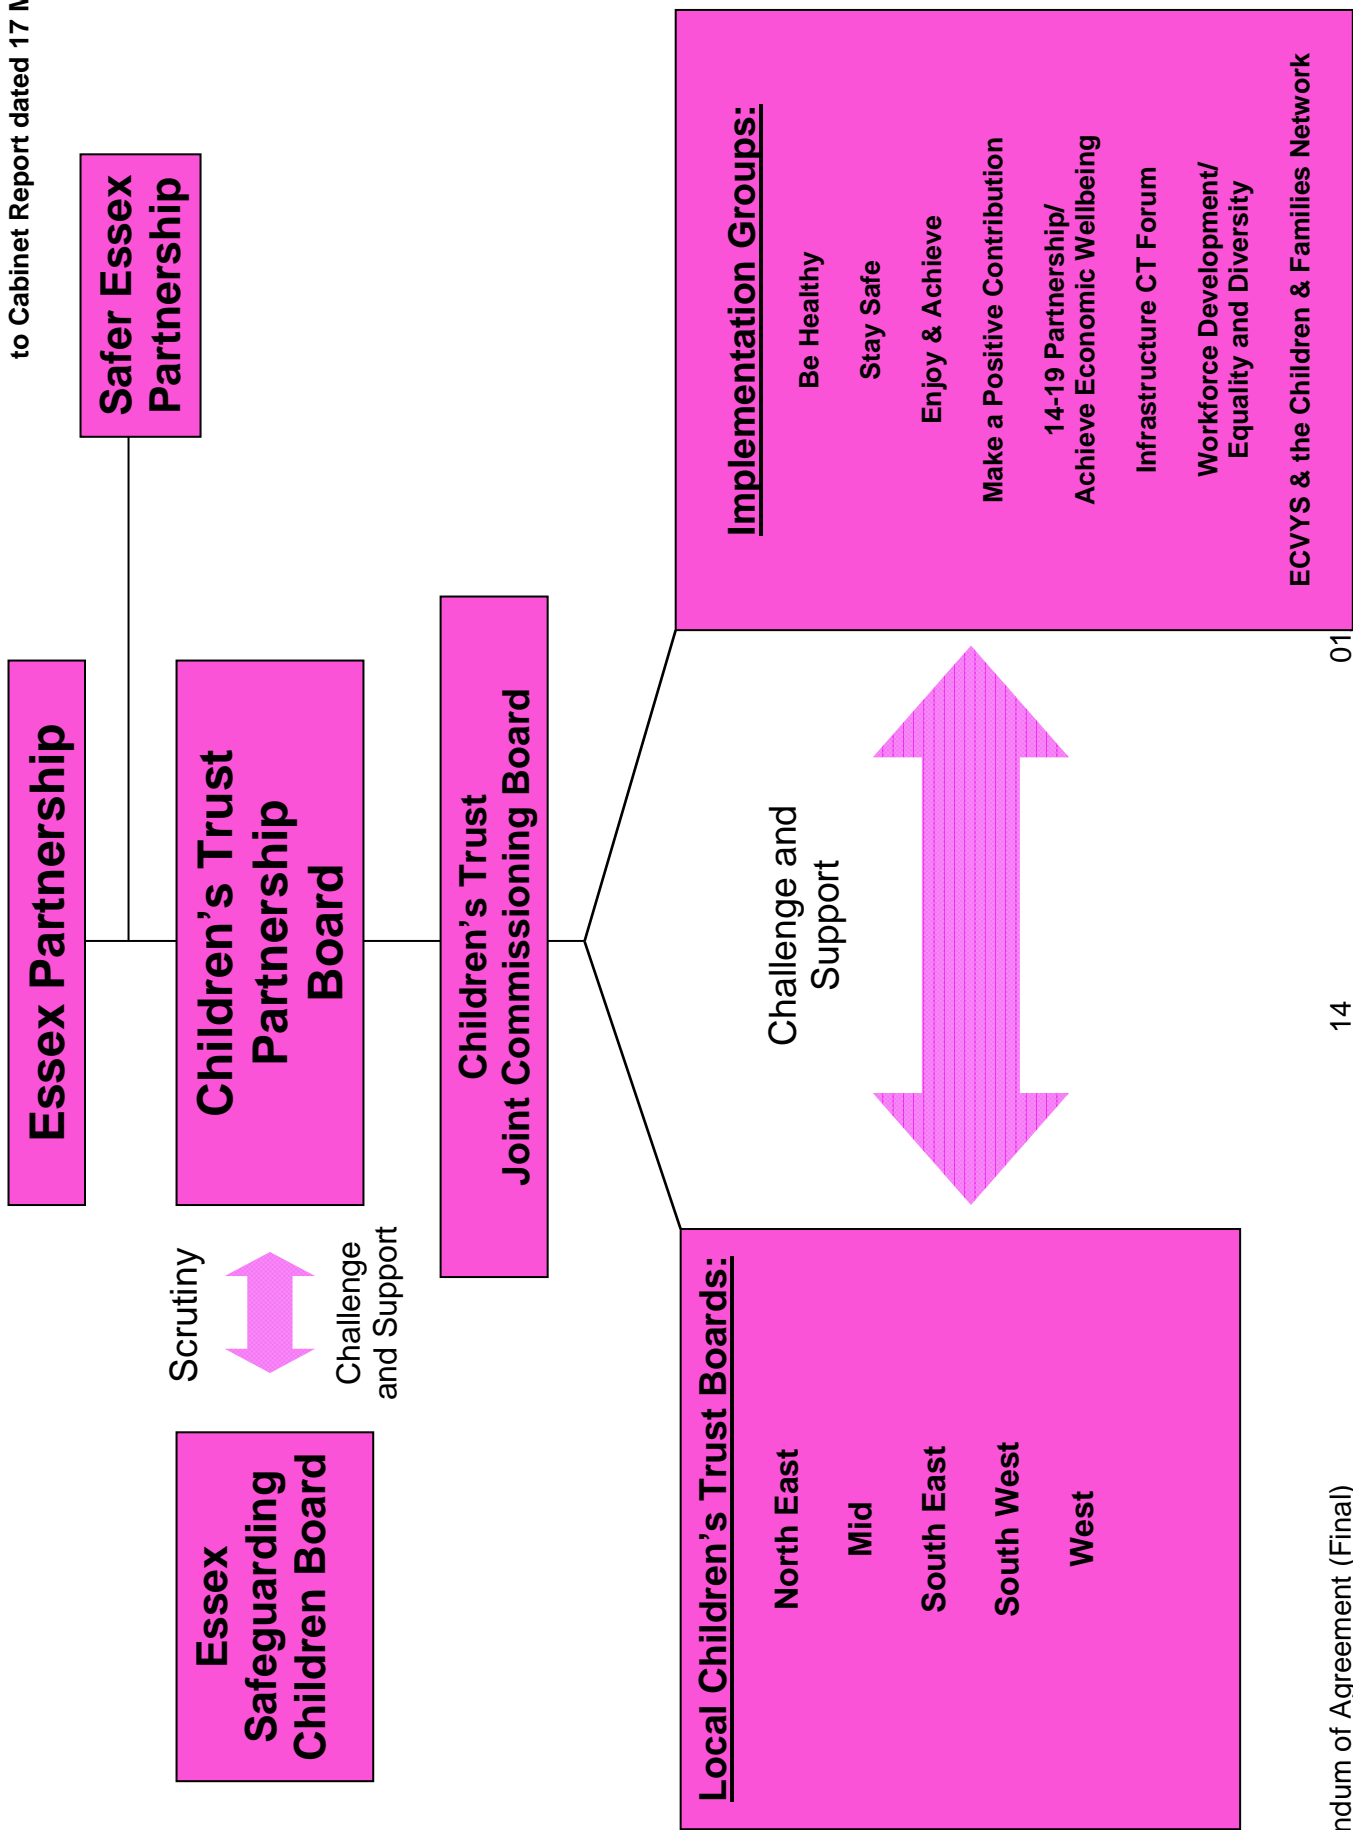 to Cabinet Report dated 17 M
Essex Partnership
Safer Essex
Partnership
Essex
Safeguarding
Children Board
Scrutiny
Challenge
and Support
Children's Trust
Partnership
Board
Children's Trust
Joint Commissioning Board
Local Children's Trust Boards:
North East
Mid
South East
South West
West
Challenge and
Support
Implementation Groups:
Be Healthy
Stay Safe
Enjoy & Achieve
Make a Positive Contribution
14-19 Partnership/
Achieve Economic Wellbeing
Infrastructure CT Forum
Workforce Development/
Equality and Diversity
ECVYS & the Children & Families Network
ndum of Agreement (Final)
14
01